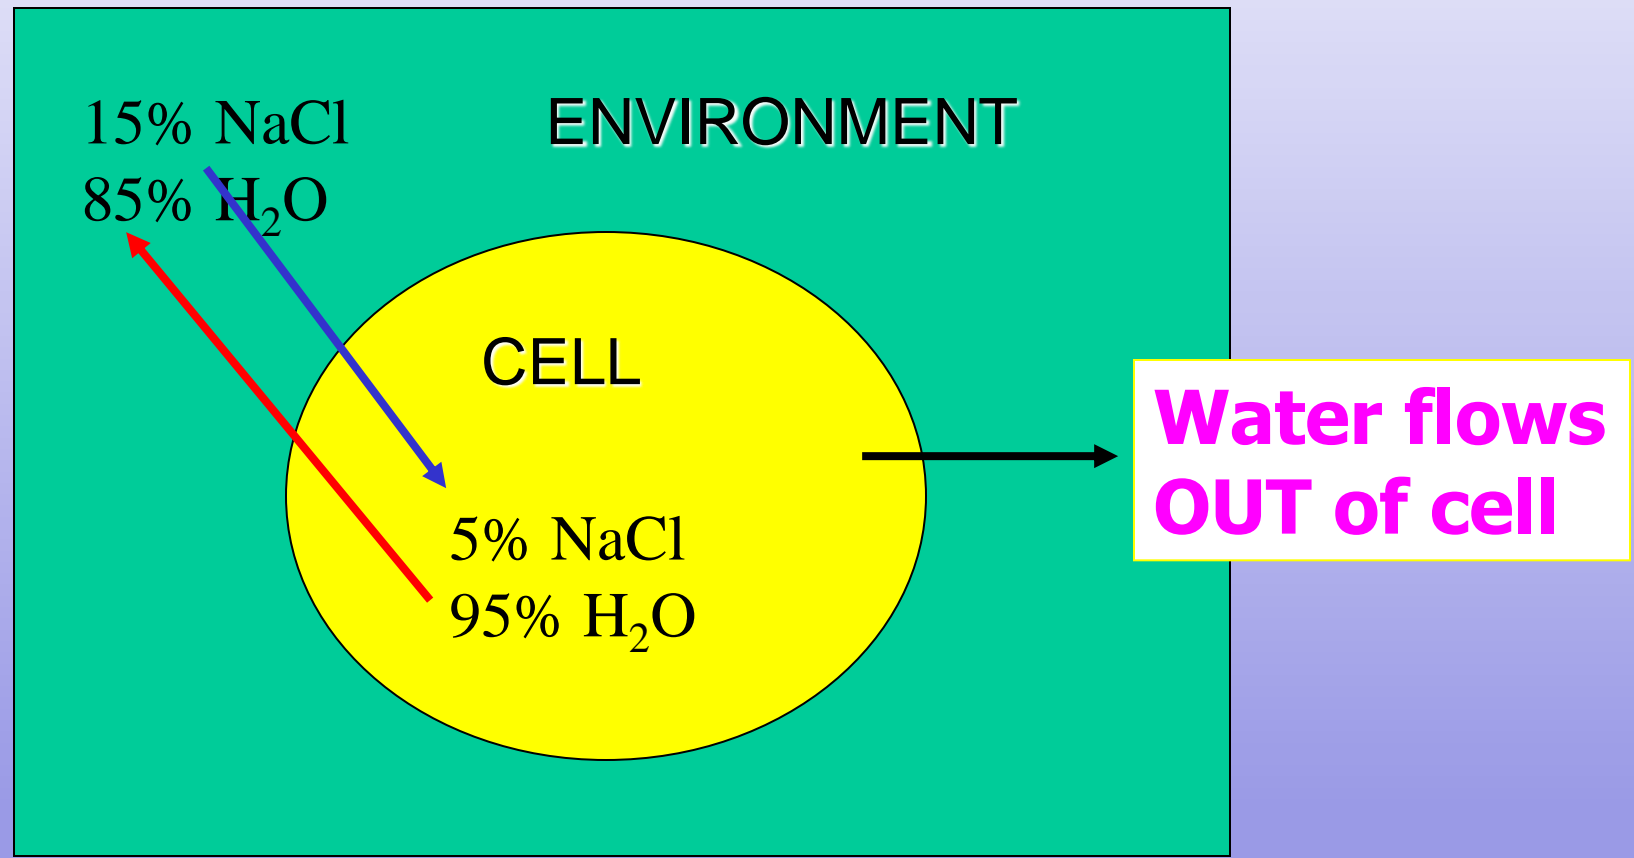 15% NaCl
ENVIRONMENT
85% H₂O
CELL
Water flows
OUT of cell
5% NaCl
95% H₂O